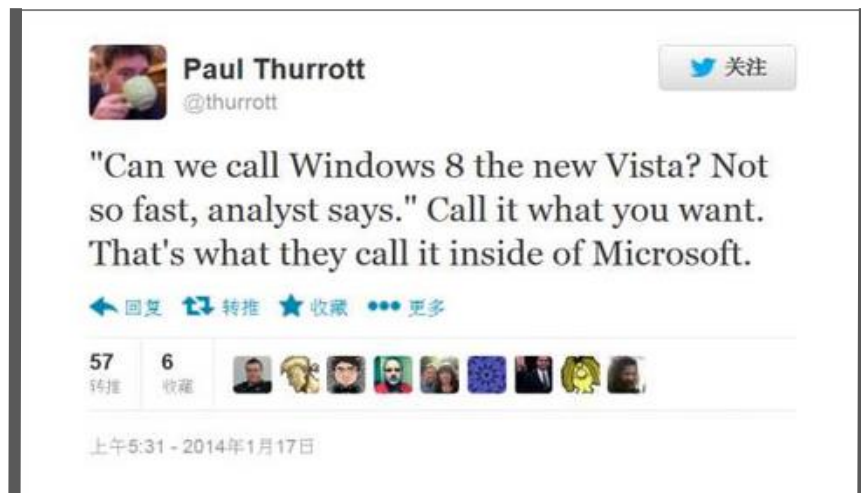 Paul Thurrott
@thurrott
关注
"Can we call Windows 8 the new Vista? Not
so fast, analyst says." Call it what you want.
That's what they call it inside of Microsoft.
回复 转推 收藏 更多
57 6
转推 收藏
上午5:31 - 2014年1月17日